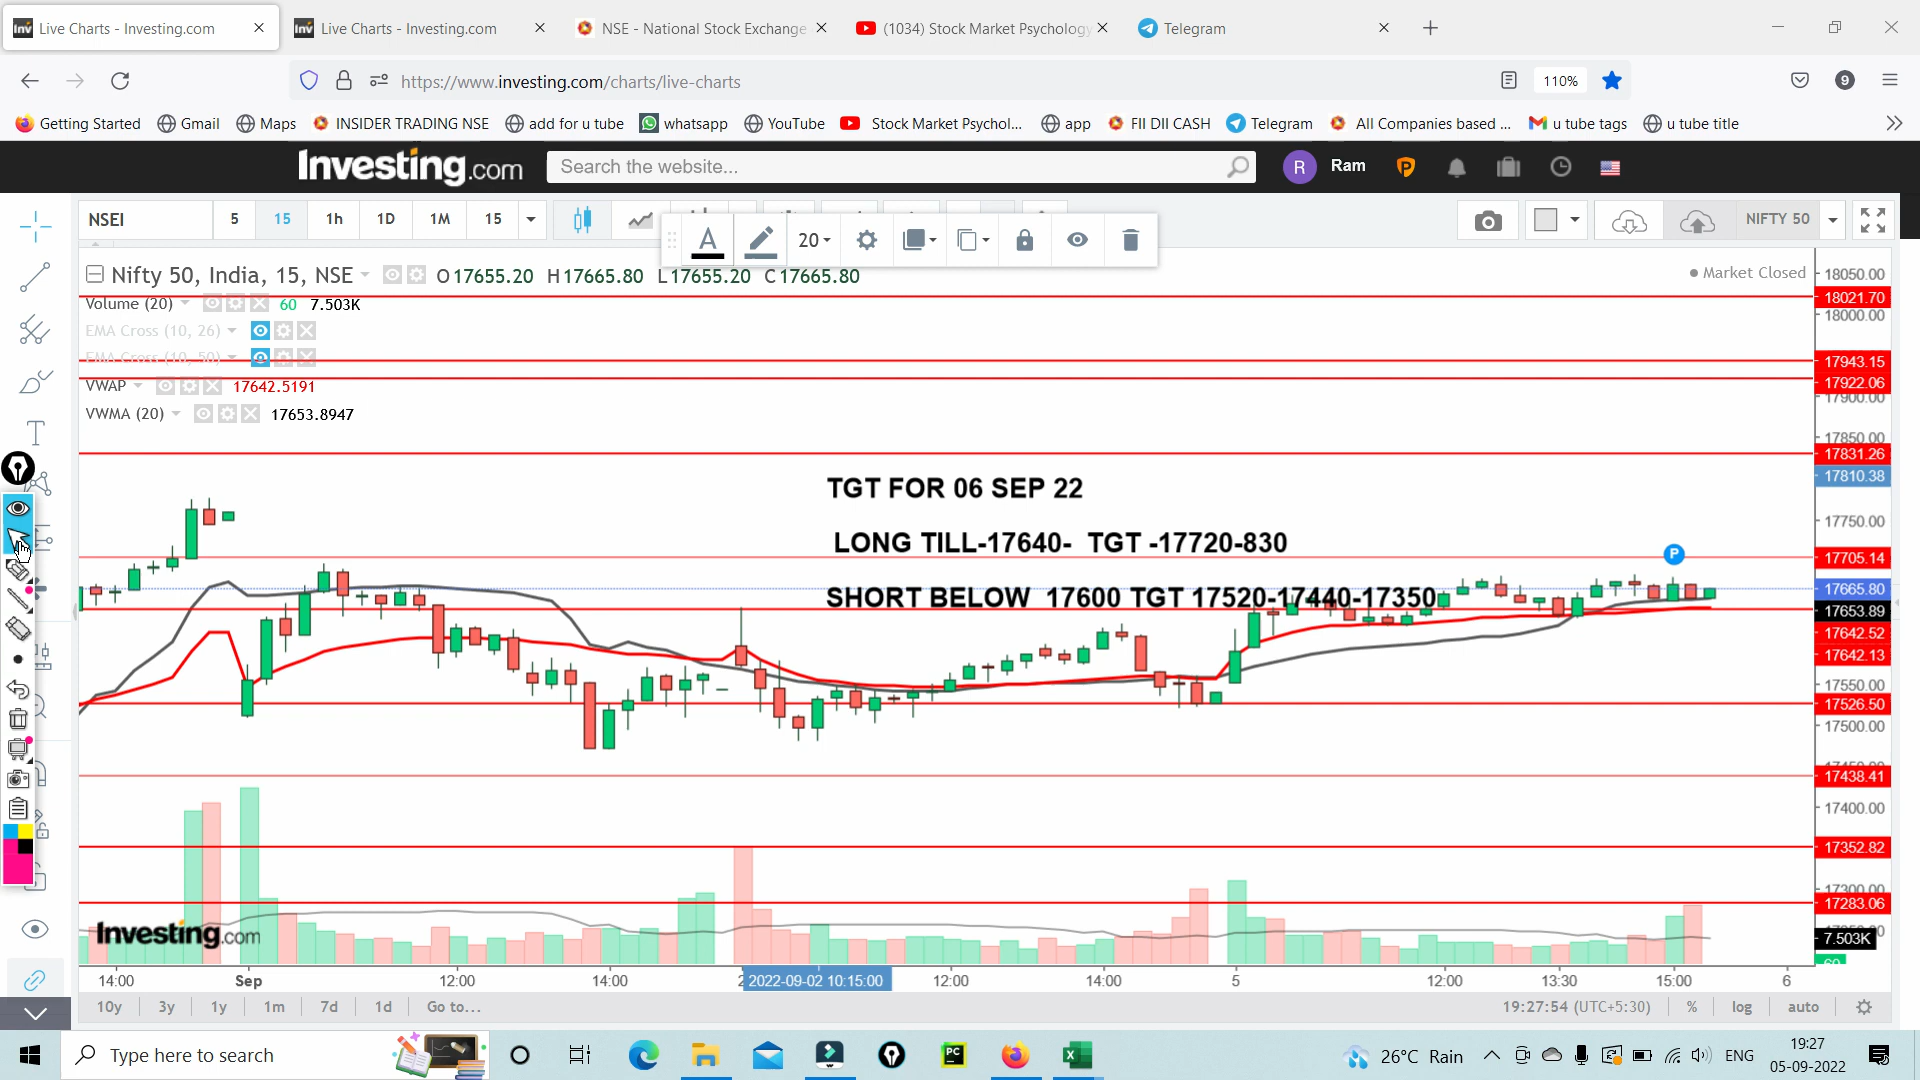 Live Charts - Investing.com
Live Charts - Investing.com
NSE - National Stock Exchange
(1034) Stock Market Psychology
Telegram
https://www.investing.com/charts/live-charts
110%
9
Getting Started
Gmail
Maps
INSIDER TRADING NSE
add for u tube
whatsapp
YouTube
Stock Market Psychol...
app
FII DII CASH
Telegram
All Companies based ...
u tube tags
u tube title
Investing.com
Search the website...
R
Ram
P
NSEI
5
15
1h
1D
1M
15
A
20
NIFTY 50
Nifty 50, India, 15, NSE
O 17655.20 H 17665.80 L 17655.20 C 17665.80
Market Closed
Volume (20)
60
7.503K
EMA Cross (10, 26)
EMA Cross (10, 50)
VWAP
17642.5191
VWMA (20)
17653.8947
TGT FOR 06 SEP 22
LONG TILL-17640- TGT -17720-830
SHORT BELOW 17600 TGT 17520-17440-17350
P
18050.00
18021.70
18000.00
17943.15
17922.06
17900.00
17850.00
17831.26
17810.38
17750.00
17705.14
17665.80
17653.89
17642.52
17642.13
17550.00
17526.50
17500.00
17438.41
17400.00
17352.82
17300.00
17283.06
7.503K
Investing.com
14:00
Sep
12:00
14:00
2022-09-02 10:15:00
12:00
14:00
5
12:00
13:30
15:00
6
10y
3y
1y
1m
7d
1d
Go to...
19:27:54 (UTC+5:30)
%
log
auto
Type here to search
PC
26°C Rain
ENG
19:27
05-09-2022